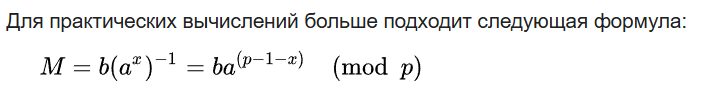 Для практических вычислений больше подходит следующая формула:
M = b(a^x)^{-1} = ba^{(p-1-x)} (mod p)